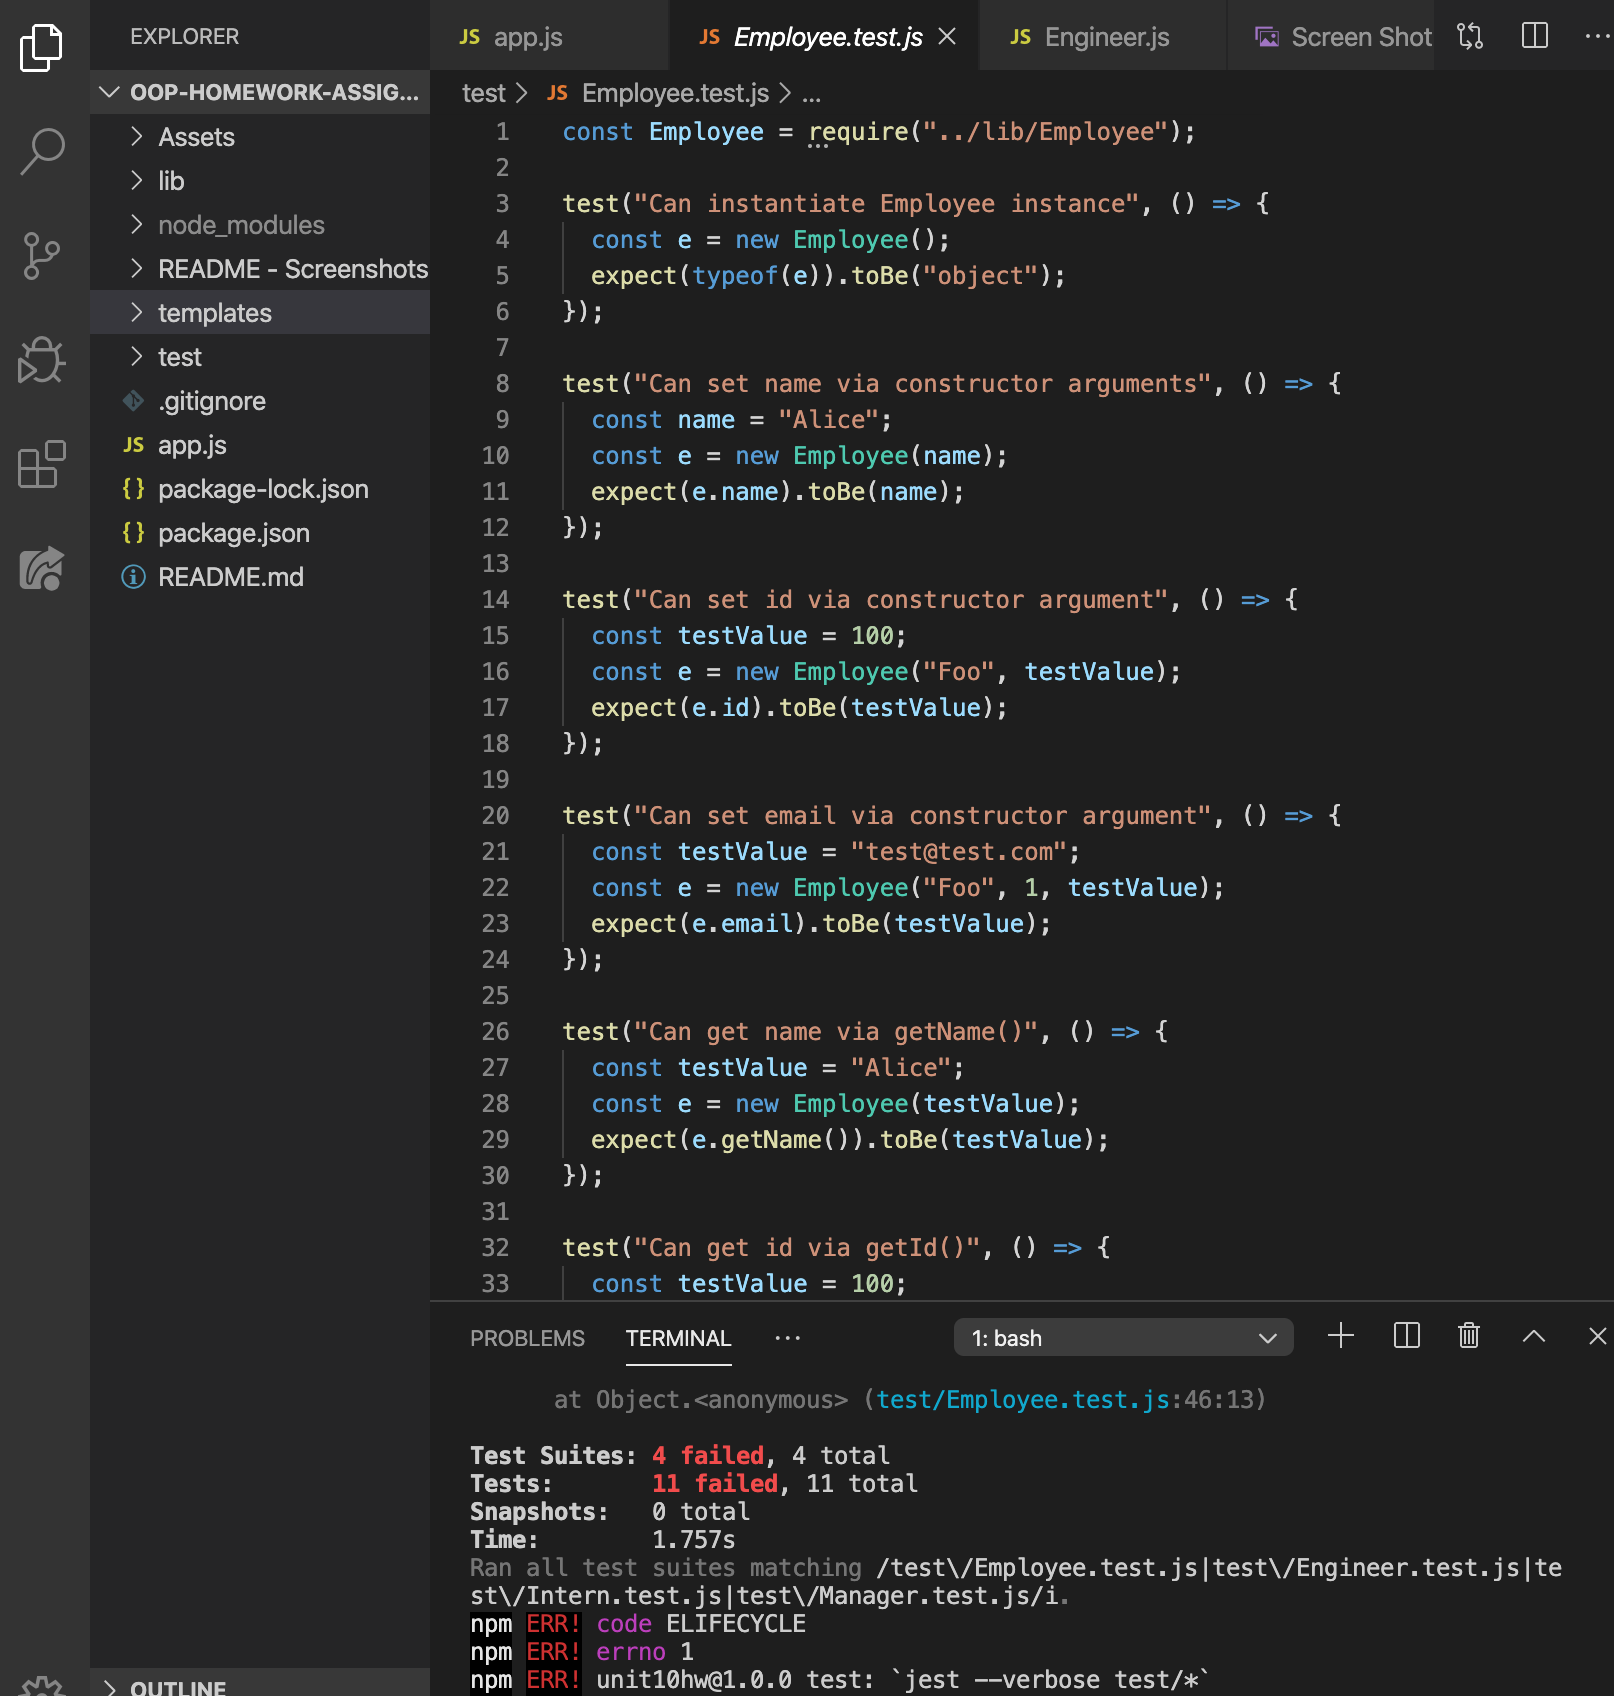 EXPLORER
OOP-HOMEWORK-ASSIG...
Assets
lib
node_modules
README - Screenshots
templates
test
.gitignore
JS app.js
{} package-lock.json
{} package.json
README.md
OUTLINE
JS app.js
JS Employee.test.js
JS Engineer.js
Screen Shot
test > JS Employee.test.js > ...
1 const Employee = require("../lib/Employee");
2
3 test("Can instantiate Employee instance", () => {
4 const e = new Employee();
5 expect(typeof(e)).toBe("object");
6 });
7
8 test("Can set name via constructor arguments", () => {
9 const name = "Alice";
10 const e = new Employee(name);
11 expect(e.name).toBe(name);
12 });
13
14 test("Can set id via constructor argument", () => {
15 const testValue = 100;
16 const e = new Employee("Foo", testValue);
17 expect(e.id).toBe(testValue);
18 });
19
20 test("Can set email via constructor argument", () => {
21 const testValue = "test@test.com";
22 const e = new Employee("Foo", 1, testValue);
23 expect(e.email).toBe(testValue);
24 });
25
26 test("Can get name via getName()", () => {
27 const testValue = "Alice";
28 const e = new Employee(testValue);
29 expect(e.getName()).toBe(testValue);
30 });
31
32 test("Can get id via getId()", () => {
33 const testValue = 100;
PROBLEMS TERMINAL ... 1: bash
at Object.<anonymous> (test/Employee.test.js:46:13)
Test Suites: 4 failed, 4 total
Tests: 11 failed, 11 total
Snapshots: 0 total
Time: 1.757s
Ran all test suites matching /test\/Employee.test.js|test\/Engineer.test.js|te
st\/Intern.test.js|test\/Manager.test.js/i.
npm ERR! code ELIFECYCLE
npm ERR! errno 1
npm ERR! unit10hw@1.0.0 test: `jest --verbose test/*`